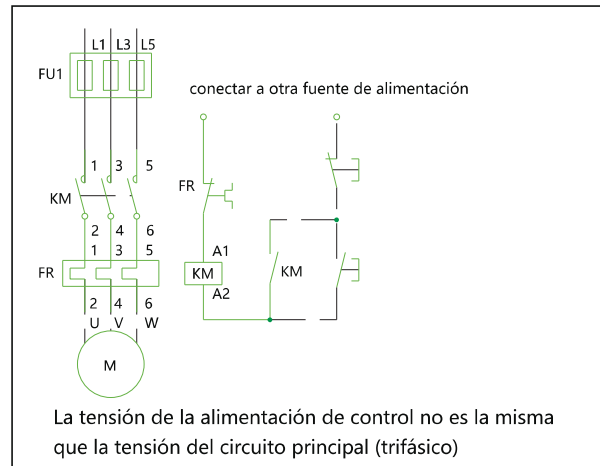 L1 L3 L5
FU1
conectar a otra fuente de alimentación
1 3 5
KM
FR
2 4 6
1 3 5
A1
FR
KM
KM
A2
2 4 6
U V W
M
La tensión de la alimentación de control no es la misma
que la tensión del circuito principal (trifásico)